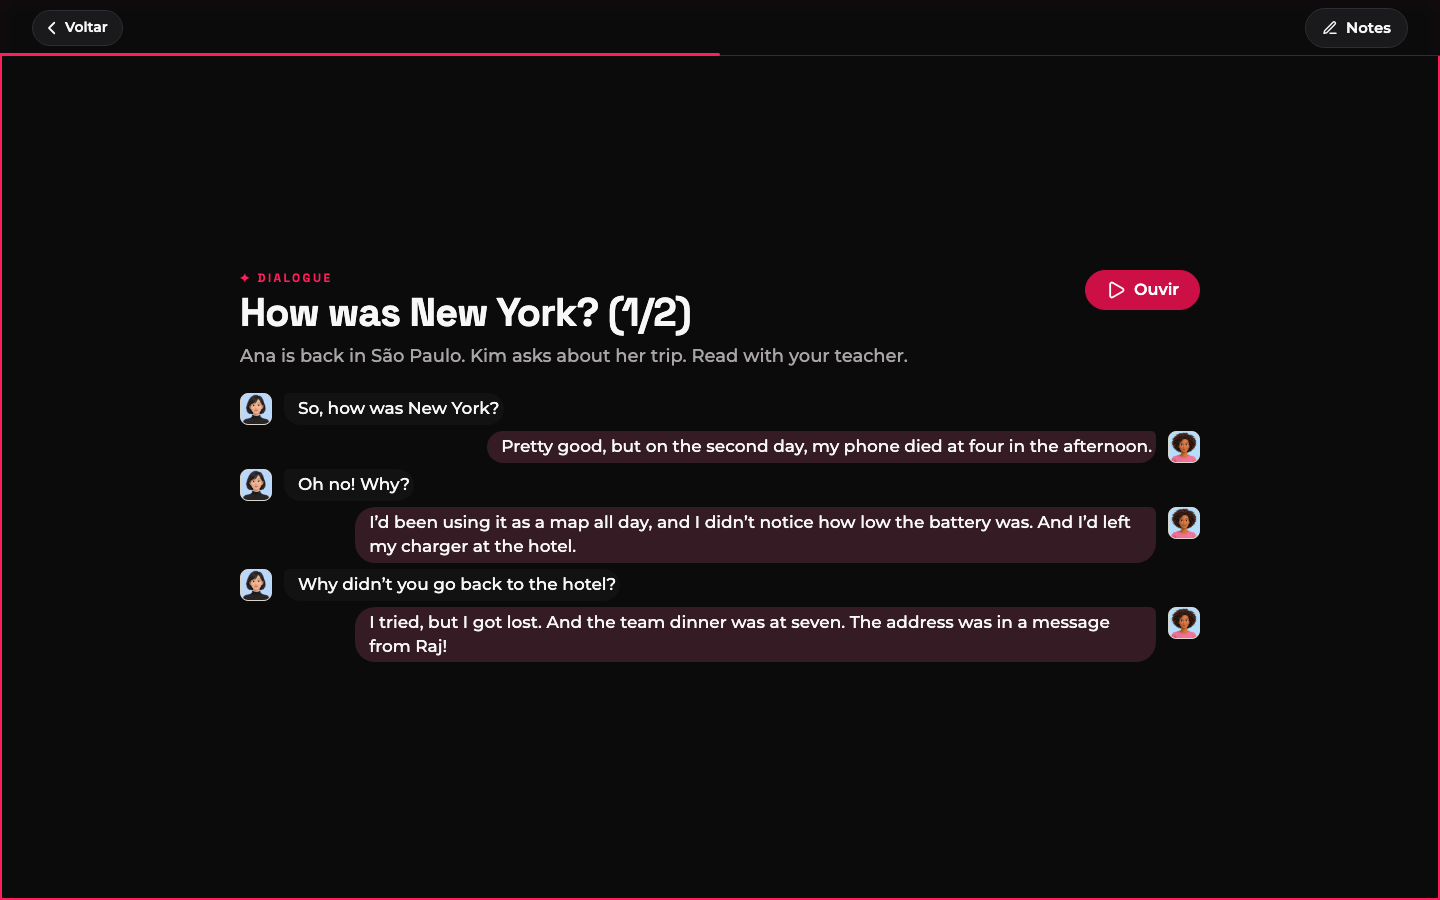 Voltar
Notes
DIALOGUE
How was New York? (1/2)
Ouvir
Ana is back in São Paulo. Kim asks about her trip. Read with your teacher.
So, how was New York?
Pretty good, but on the second day, my phone died at four in the afternoon.
Oh no! Why?
I’d been using it as a map all day, and I didn’t notice how low the battery was. And I’d left
my charger at the hotel.
Why didn’t you go back to the hotel?
I tried, but I got lost. And the team dinner was at seven. The address was in a message
from Raj!